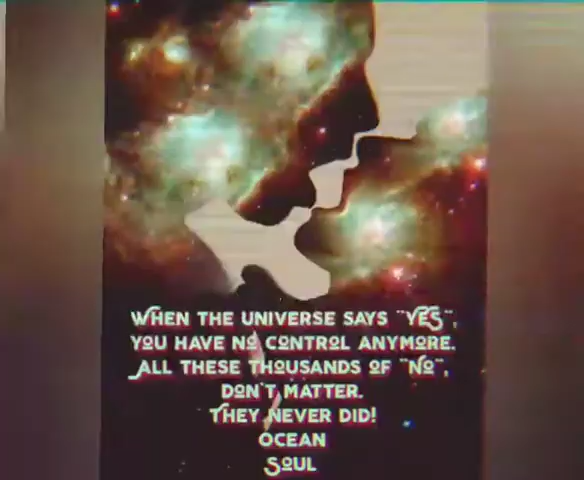 WHEN THE UNIVERSE SAYS "YES",
YOU HAVE NO CONTROL ANYMORE.
ALL THESE THOUSANDS OF "NO",
DON'T MATTER.
THEY NEVER DID!
OCEAN
SOUL